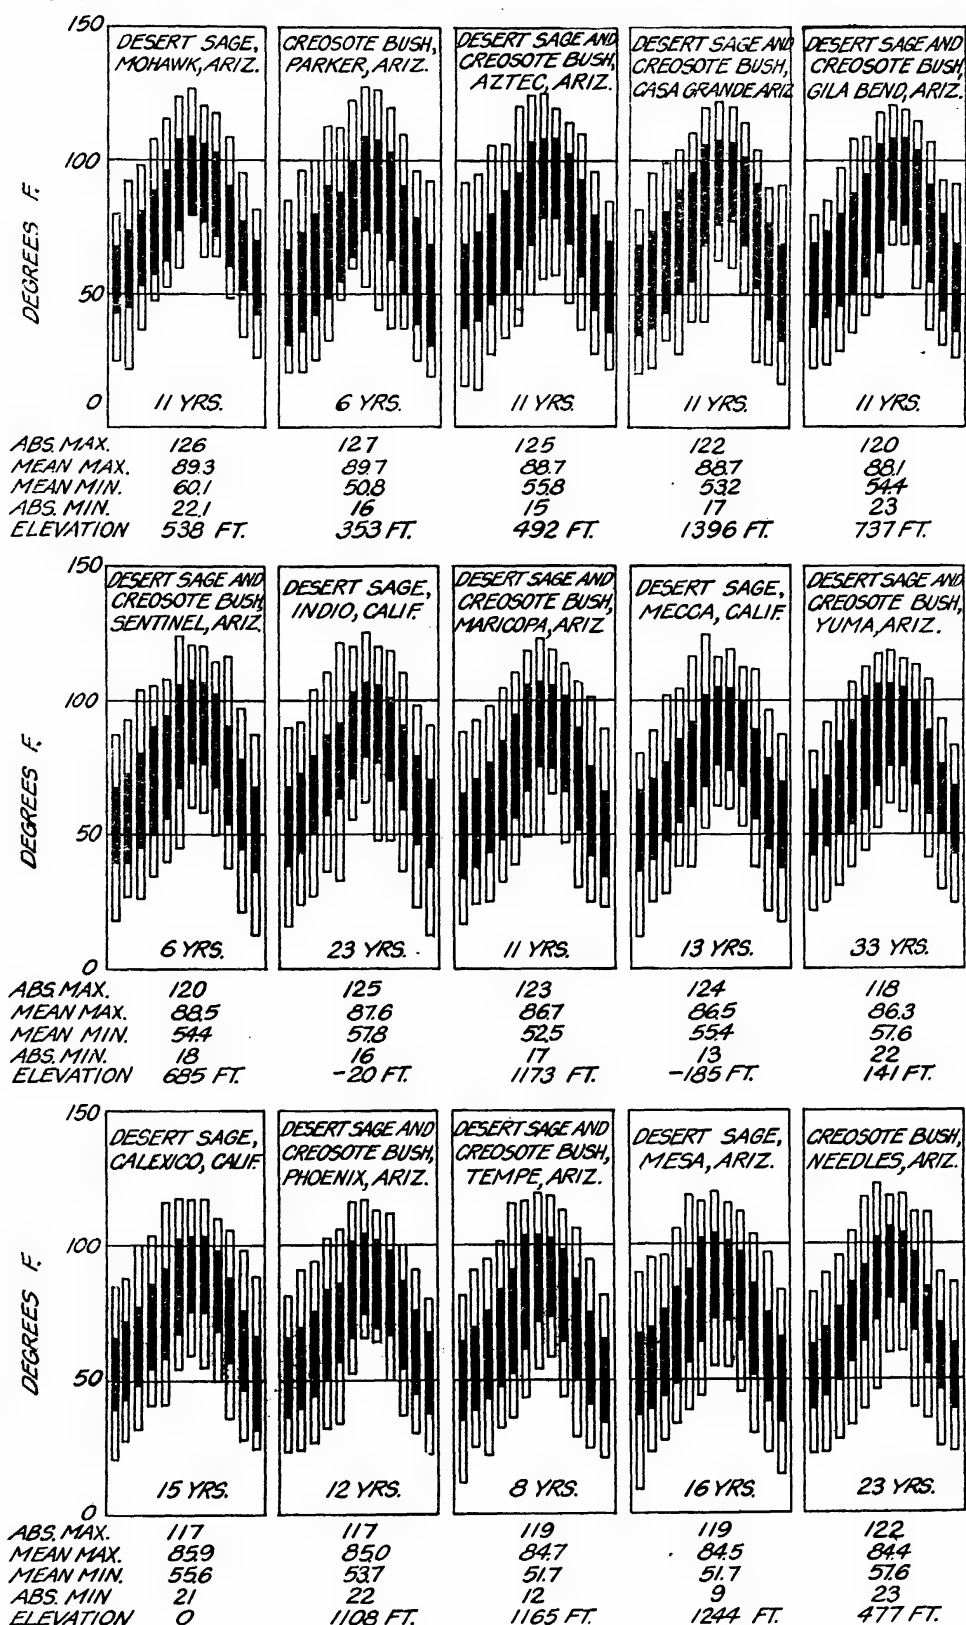 150
DESERT SAGE, MOHAWK, ARIZ.
CREOSOTE BUSH, PARKER, ARIZ.
DESERT SAGE AND CREOSOTE BUSH, AZTEC, ARIZ.
DESERT SAGE AND CREOSOTE BUSH, CASA GRANDE ARIZ
DESERT SAGE AND CREOSOTE BUSH, GILA BEND, ARIZ.
100
DEGREES F.
50
0
11 YRS. 6 YRS. 11 YRS. 11 YRS. 11 YRS.
ABS. MAX. 126 127 125 122 120
MEAN MAX. 89.3 89.7 88.7 88.7 88.1
MEAN MIN. 60.1 50.8 55.8 53.2 54.4
ABS. MIN. 22.1 16 15 17 23
ELEVATION 538 FT. 353 FT. 492 FT. 1396 FT. 737 FT.
150
DESERT SAGE AND CREOSOTE BUSH SENTINEL, ARIZ.
DESERT SAGE, INDIO, CALIF.
DESERT SAGE AND CREOSOTE BUSH, MARICOPA, ARIZ
DESERT SAGE, MECCA, CALIF.
DESERT SAGE AND CREOSOTE BUSH, YUMA, ARIZ.
100
DEGREES F.
50
0
6 YRS. 23 YRS. 11 YRS. 13 YRS. 33 YRS.
ABS. MAX. 120 125 123 124 118
MEAN MAX. 88.5 87.6 86.7 86.5 86.3
MEAN MIN. 54.4 57.8 52.5 55.4 57.6
ABS. MIN. 18 16 17 13 22
ELEVATION 685 FT. -20 FT. 1173 FT. -185 FT. 141 FT.
150
DESERT SAGE, CALEXICO, CALIF
DESERT SAGE AND CREOSOTE BUSH, PHOENIX, ARIZ.
DESERT SAGE AND CREOSOTE BUSH, TEMPE, ARIZ.
DESERT SAGE, MESA, ARIZ.
CREOSOTE BUSH, NEEDLES, ARIZ.
100
DEGREES F.
50
0
15 YRS. 12 YRS. 8 YRS. 16 YRS. 23 YRS.
ABS. MAX. 117 117 119 119 122
MEAN MAX. 85.9 85.0 84.7 84.5 84.4
MEAN MIN. 55.6 53.7 51.7 51.7 57.6
ABS. MIN 21 22 12 9 23
ELEVATION 0 1108 FT. 1165 FT. 1244 FT. 477 FT.